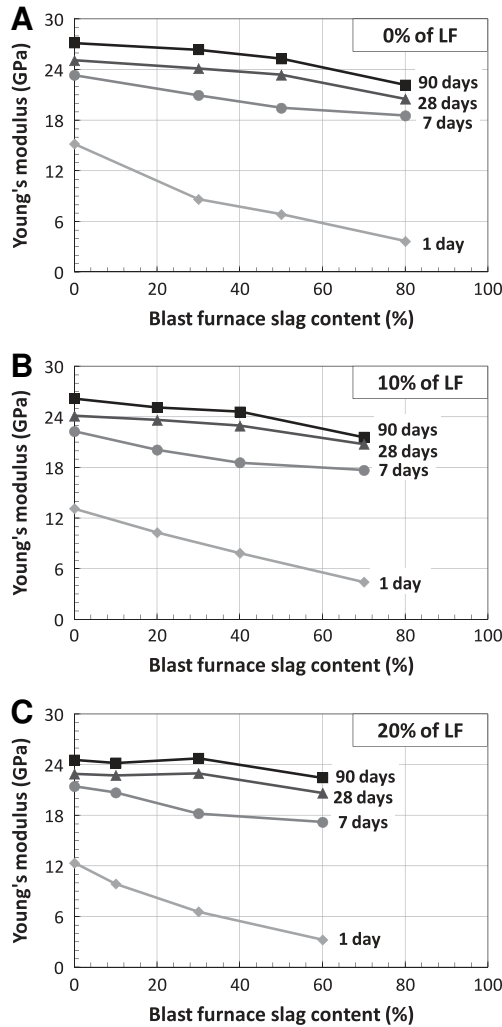 A
0% of LF
Young's modulus (GPa)
30
24
18
12
6
0
90 days
28 days
7 days
1 day
0 20 40 60 80 100
Blast furnace slag content (%)
B
10% of LF
Young's modulus (GPa)
30
24
18
12
6
0
90 days
28 days
7 days
1 day
0 20 40 60 80 100
Blast furnace slag content (%)
C
20% of LF
Young's modulus (GPa)
30
24
18
12
6
0
90 days
28 days
7 days
1 day
0 20 40 60 80 100
Blast furnace slag content (%)